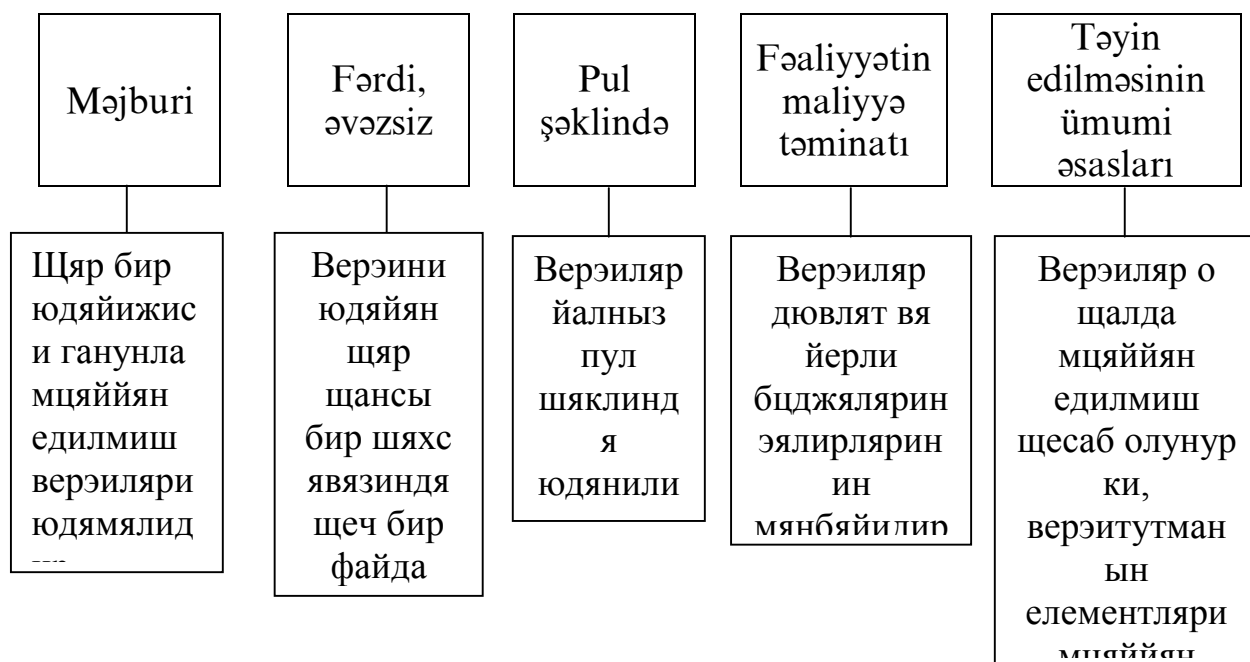 Məjburi
Fərdi,
əvəzsiz
Pul
şəklində
Fəaliyyətin
maliyyə
təminatı
Təyin
edilməsinin
ümumi
əsasları
Щяр бир
юдяйижис
и ганунла
мцяййян
едилмиш
верэиляри
юдямялид
Верэини
юдяйян
щяр
щансы
бир шяхс
явязиндя
щеч бир
файда
Верэиляр
йалныз
пул
шяклинд
я
юдянили
Верэиляр
дювлят вя
йерли
бцджялярин
эялирлярин
ин
мянбяйидир
Верэиляр о
щалда
мцяййян
едилмиш
щесаб олунур
ки,
верэитутман
ын
елементляри
мцяййян